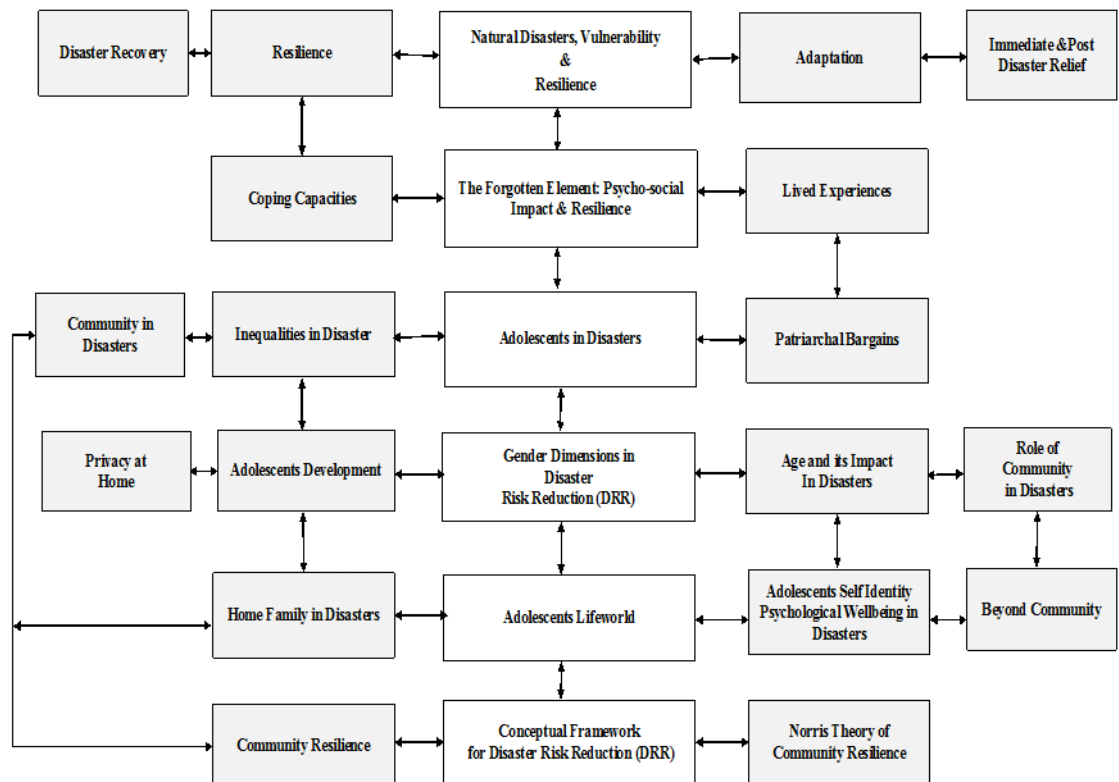 Disaster Recovery
Resilience
Natural Disasters, Vulnerability
&
Resilience
Adaptation
Immediate &Post
Disaster Relief
Coping Capacities
The Forgotten Element: Psycho-social
Impact & Resilience
Lived Experiences
Community in
Disasters
Inequalities in Disaster
Adolescents in Disasters
Patriarchal Bargains
Privacy at
Home
Adolescents Development
Gender Dimensions in
Disaster
Risk Reduction (DRR)
Age and its Impact
In Disasters
Role of
Community
in Disasters
Home Family in Disasters
Adolescents Lifeworld
Adolescents Self Identity
Psychological Wellbeing in
Disasters
Beyond Community
Community Resilience
Conceptual Framework
for Disaster Risk Reduction (DRR)
Norris Theory of
Community Resilience